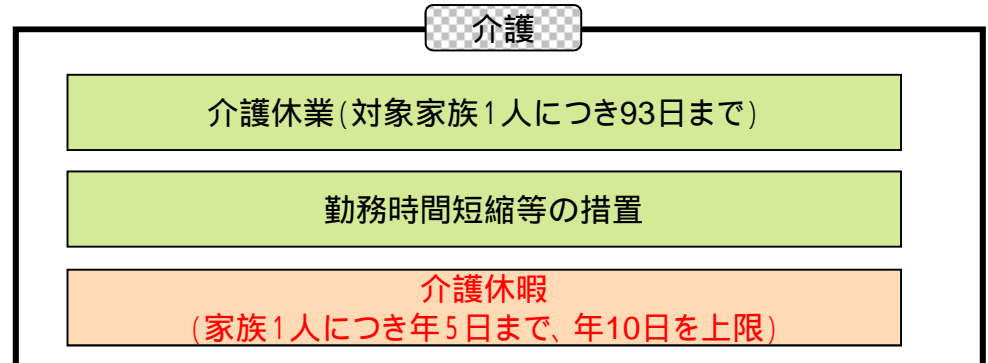 介護
介護休業(対象家族1人につき93日まで)
勤務時間短縮等の措置
介護休暇
(家族1人につき年5日まで、年10日を上限)